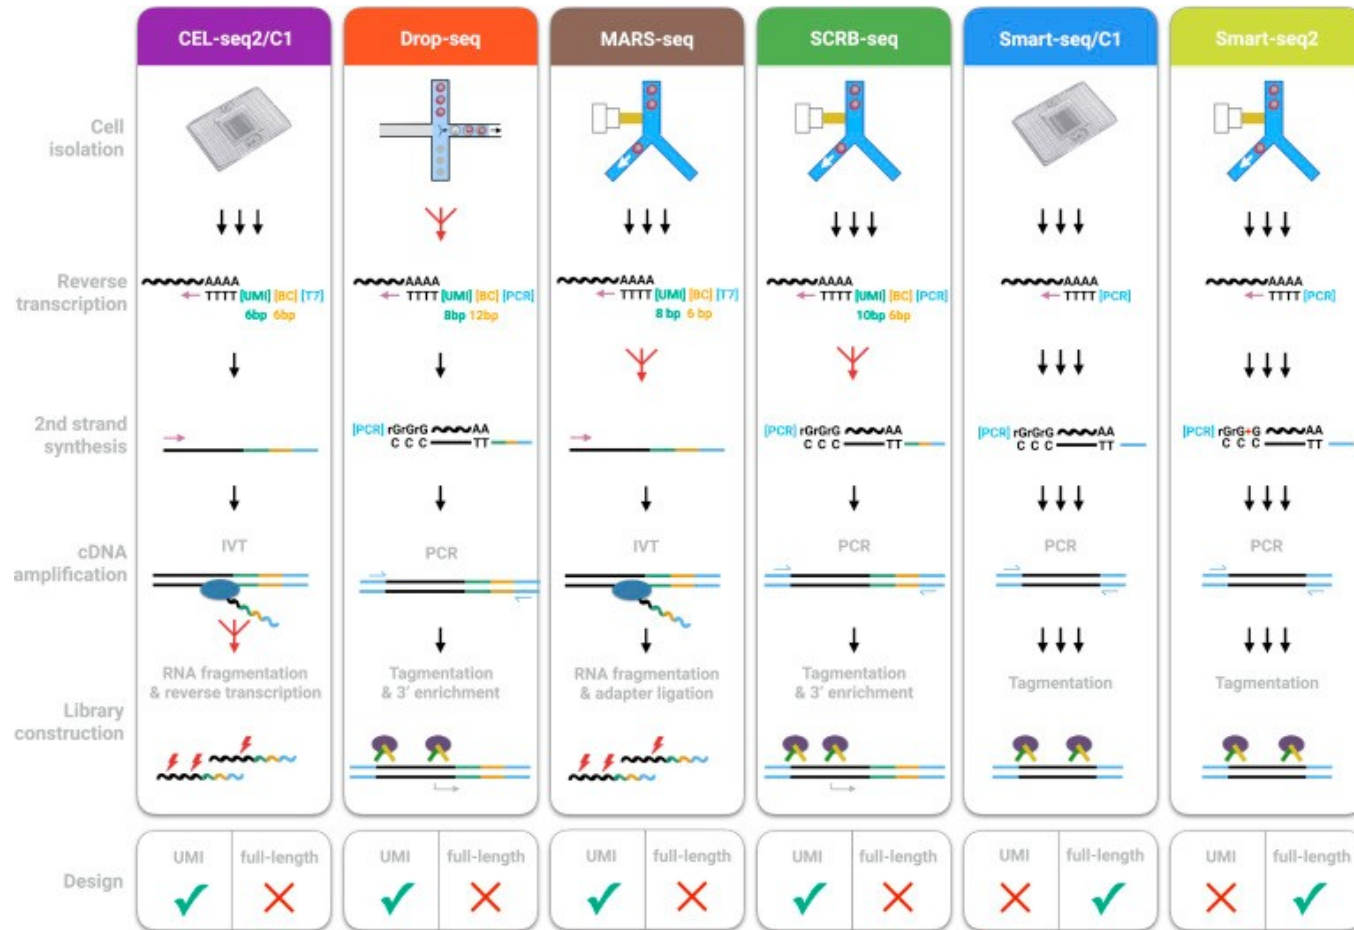 CEL-seq2/C1 Drop-seq MARS-seq SCRB-seq Smart-seq/C1 Smart-seq2
Cell
isolation
Reverse
transcription
AAAA AAAA AAAA AAAA AAAA AAAA
TTTT [UMI] [BC] [T7] TTTT [UMI] [BC] [PCR] TTTT [UMI] [BC] [T7] TTTT [UMI] [BC] [PCR] TTTT [PCR] TTTT [PCR]
6bp 6bp 8bp 12bp 8 bp 6 bp 10bp 6bp
2nd strand
synthesis
[PCR] rGrGrG AA [PCR] rGrGrG AA [PCR] rGrGrG AA [PCR] rGrG+G AA
C C C TT C C C TT C C C TT C C C TT
cDNA
amplification
IVT PCR IVT PCR PCR PCR
Library
construction
RNA fragmentation
& reverse transcription
Tagmentation
& 3' enrichment
RNA fragmentation
& adapter ligation
Tagmentation
& 3' enrichment
Tagmentation
Tagmentation
Design
UMI full-length UMI full-length UMI full-length UMI full-length UMI full-length UMI full-length